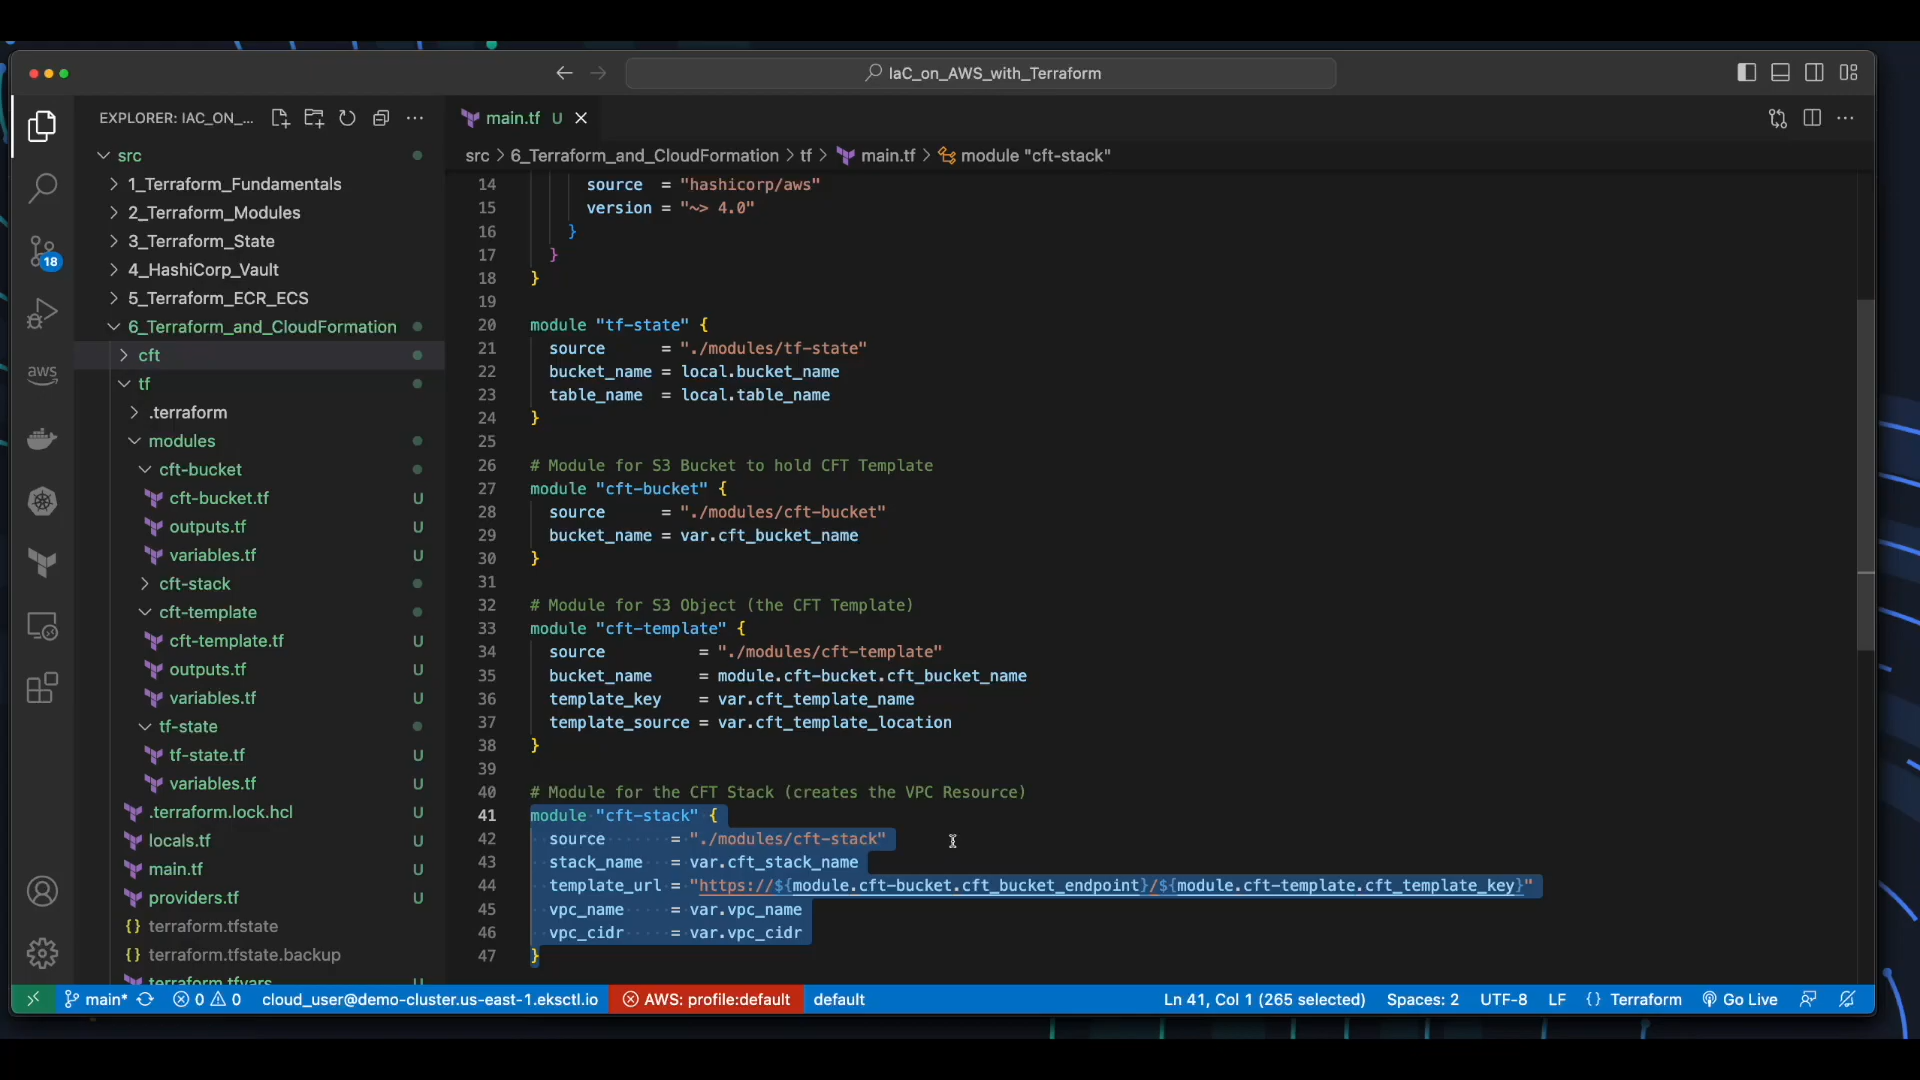 IaC_on_AWS_with_Terraform
EXPLORER: IAC_ON_...
src
1_Terraform_Fundamentals
2_Terraform_Modules
3_Terraform_State
4_HashiCorp_Vault
5_Terraform_ECR_ECS
6_Terraform_and_CloudFormation
cft
tf
.terraform
modules
cft-bucket
cft-bucket.tf U
outputs.tf U
variables.tf U
cft-stack
cft-template
cft-template.tf U
outputs.tf U
variables.tf U
tf-state
tf-state.tf U
variables.tf U
.terraform.lock.hcl U
locals.tf U
main.tf U
providers.tf U
{} terraform.tfstate
{} terraform.tfstate.backup
terraform.tfvars
18
aws
main.tf U
src > 6_Terraform_and_CloudFormation > tf > main.tf > module "cft-stack"
14 source = "hashicorp/aws"
15 version = "~> 4.0"
16 }
17 }
18 }
19
20 module "tf-state" {
21 source = "./modules/tf-state"
22 bucket_name = local.bucket_name
23 table_name = local.table_name
24 }
25
26 # Module for S3 Bucket to hold CFT Template
27 module "cft-bucket" {
28 source = "./modules/cft-bucket"
29 bucket_name = var.cft_bucket_name
30 }
31
32 # Module for S3 Object (the CFT Template)
33 module "cft-template" {
34 source = "./modules/cft-template"
35 bucket_name = module.cft-bucket.cft_bucket_name
36 template_key = var.cft_template_name
37 template_source = var.cft_template_location
38 }
39
40 # Module for the CFT Stack (creates the VPC Resource)
41 module "cft-stack" {
42 source = "./modules/cft-stack"
43 stack_name = var.cft_stack_name
44 template_url = "https://${module.cft-bucket.cft_bucket_endpoint}/${module.cft-template.cft_template_key}"
45 vpc_name = var.vpc_name
46 vpc_cidr = var.vpc_cidr
47 }
main* 0 0 cloud_user@demo-cluster.us-east-1.eksctl.io AWS: profile:default default Ln 41, Col 1 (265 selected) Spaces: 2 UTF-8 LF {} Terraform Go Live